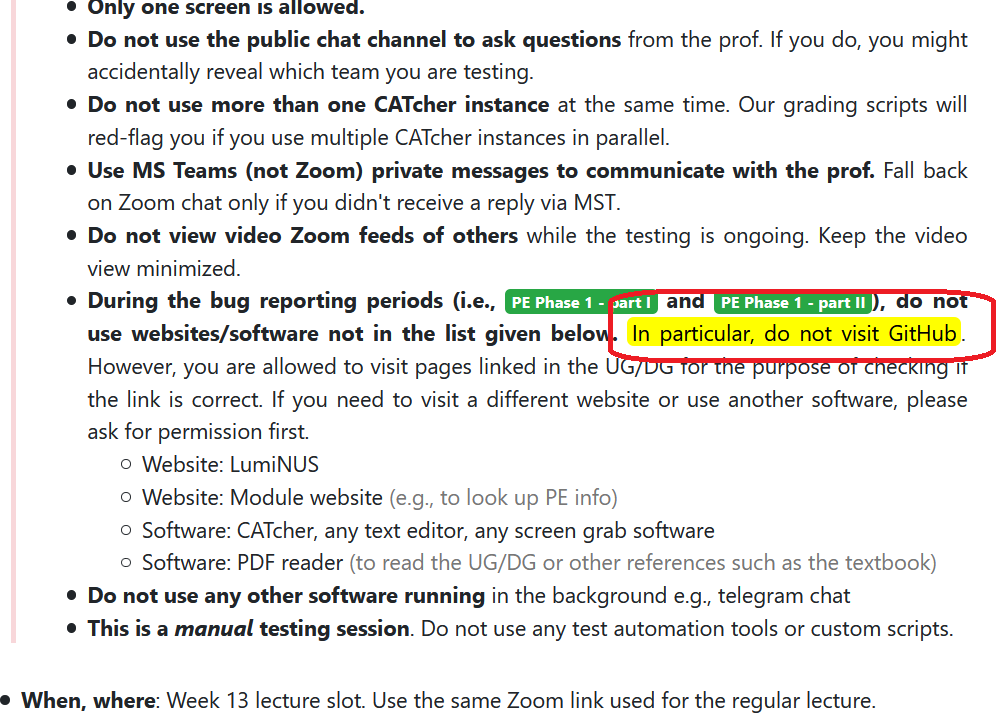 Only one screen is allowed.
Do not use the public chat channel to ask questions from the prof. If you do, you might
accidentally reveal which team you are testing.
Do not use more than one CATcher instance at the same time. Our grading scripts will
red-flag you if you use multiple CATcher instances in parallel.
Use MS Teams (not Zoom) private messages to communicate with the prof. Fall back
on Zoom chat only if you didn't receive a reply via MST.
Do not view video Zoom feeds of others while the testing is ongoing. Keep the video
view minimized.
During the bug reporting periods (i.e., PE Phase 1 - part I and PE Phase 1 - part II), do not
use websites/software not in the list given below. In particular, do not visit GitHub.
However, you are allowed to visit pages linked in the UG/DG for the purpose of checking if
the link is correct. If you need to visit a different website or use another software, please
ask for permission first.
Website: LumiNUS
Website: Module website (e.g., to look up PE info)
Software: CATcher, any text editor, any screen grab software
Software: PDF reader (to read the UG/DG or other references such as the textbook)
Do not use any other software running in the background e.g., telegram chat
This is a manual testing session. Do not use any test automation tools or custom scripts.
When, where: Week 13 lecture slot. Use the same Zoom link used for the regular lecture.